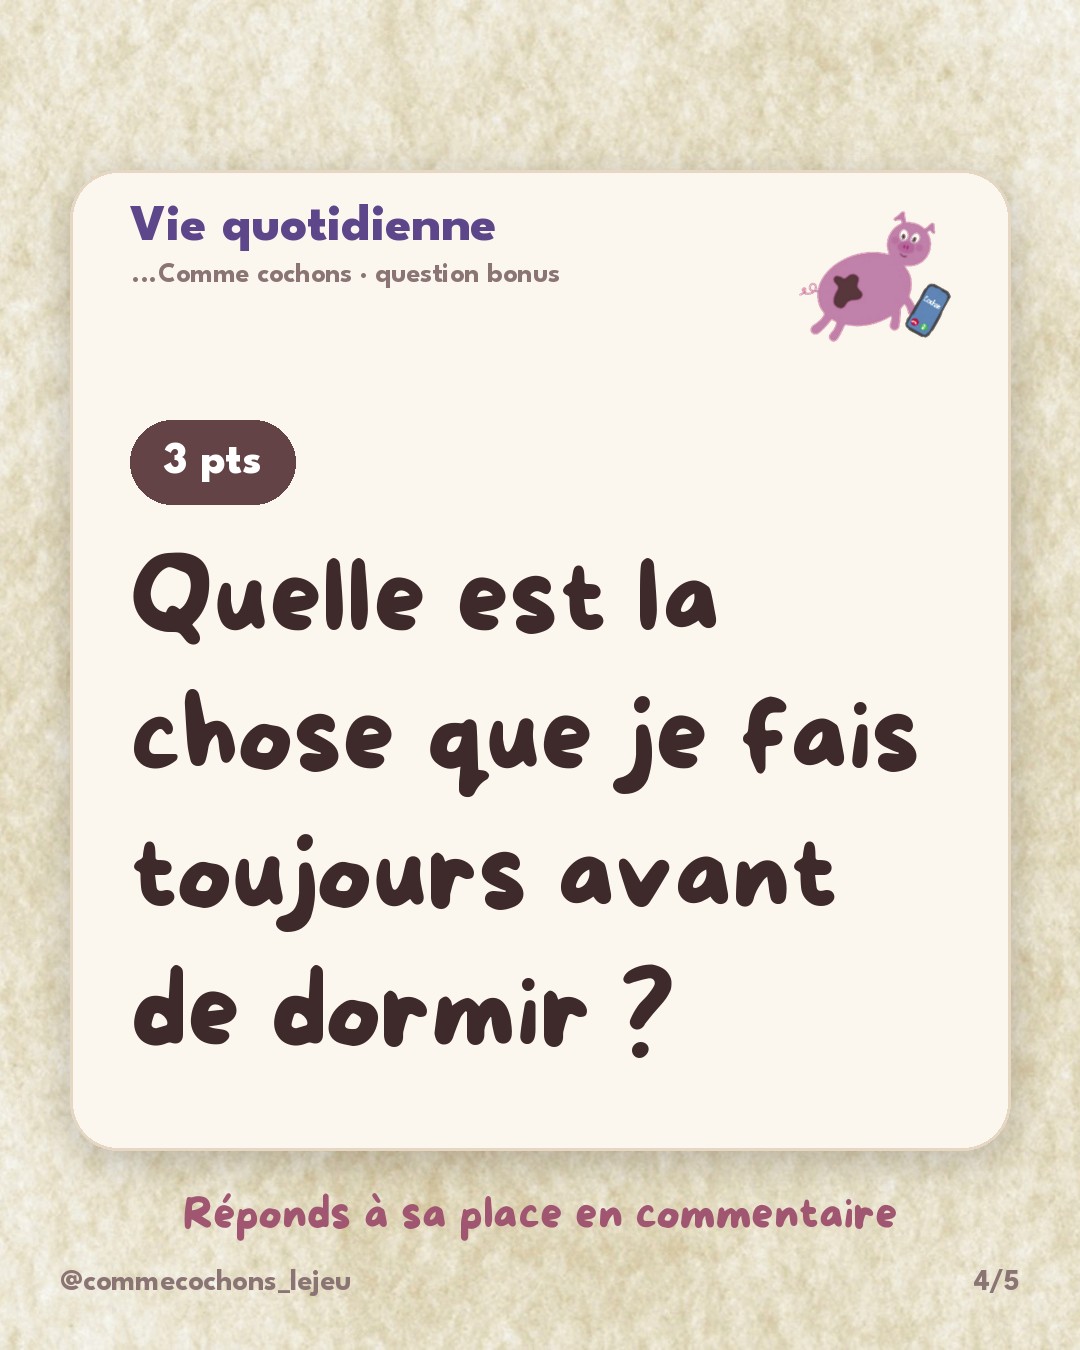 Vie quotidienne
...Comme cochons · question bonus
3 pts
Quelle est la
chose que je fais
toujours avant
de dormir ?
Réponds à sa place en commentaire
@commecochons_lejeu
4/5